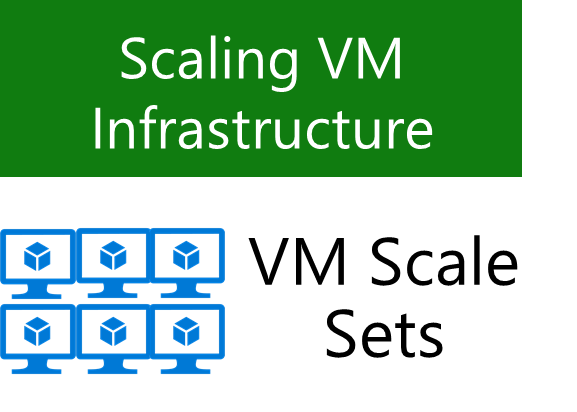 Scaling VM
Infrastructure
VM Scale
Sets